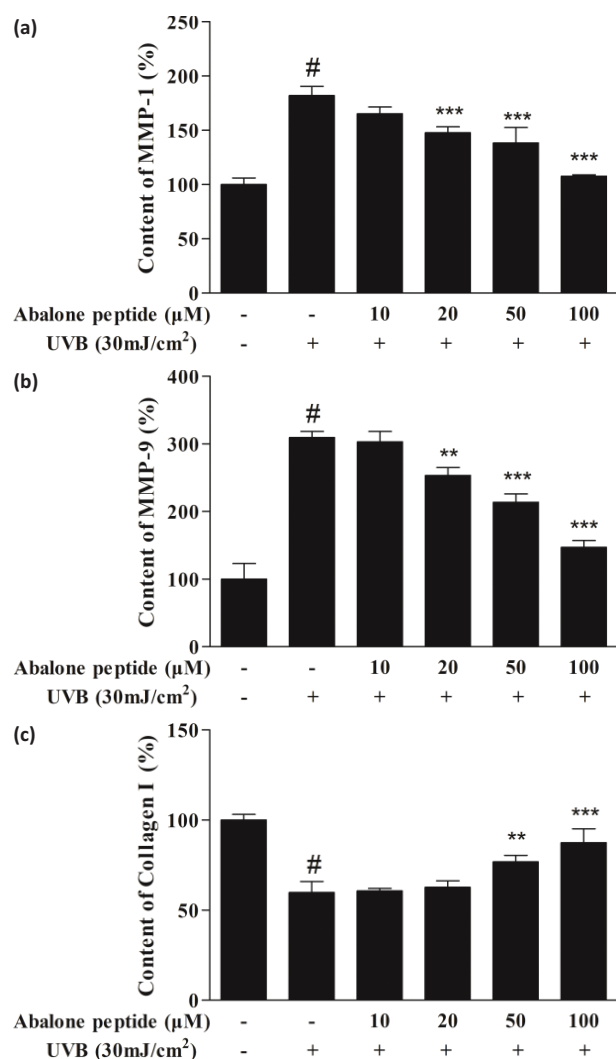 (a)
Content of MMP-1 (%)
250
200
150
100
50
0
#
***
***
***
Abalone peptide (μM) - - 10 20 50 100
UVB (30mJ/cm²) - + + + + +
(b)
Content of MMP-9 (%)
400
300
200
100
0
#
**
***
***
Abalone peptide (μM) - - 10 20 50 100
UVB (30mJ/cm²) - + + + + +
(c)
Content of Collagen I (%)
150
100
50
0
#
**
***
Abalone peptide (μM) - - 10 20 50 100
UVB (30mJ/cm²) - + + + + +